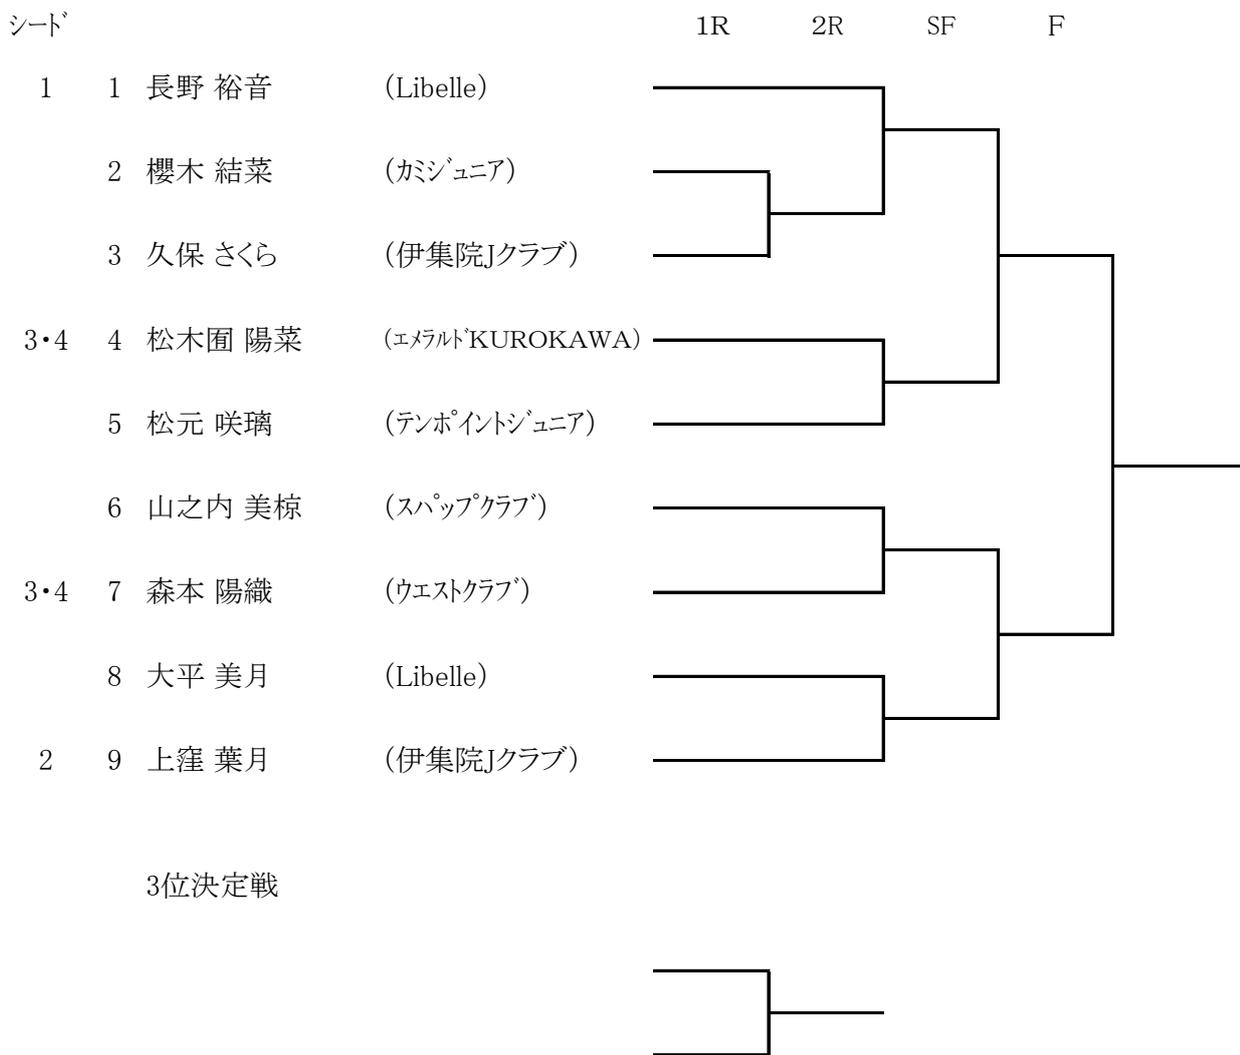 シード 1R 2R SF F
1 1 長野 裕音 (Libelle)
2 櫻木 結菜 (カミジュニア)
3 久保 さくら (伊集院Jクラブ)
3・4 4 松木囿 陽菜 (エメラルドKUROKAWA)
5 松元 咲璃 (テンポイントジュニア)
6 山之内 美椋 (スパップクラブ)
3・4 7 森本 陽織 (ウエストクラブ)
8 大平 美月 (Libelle)
2 9 上窪 葉月 (伊集院Jクラブ)
3位決定戦